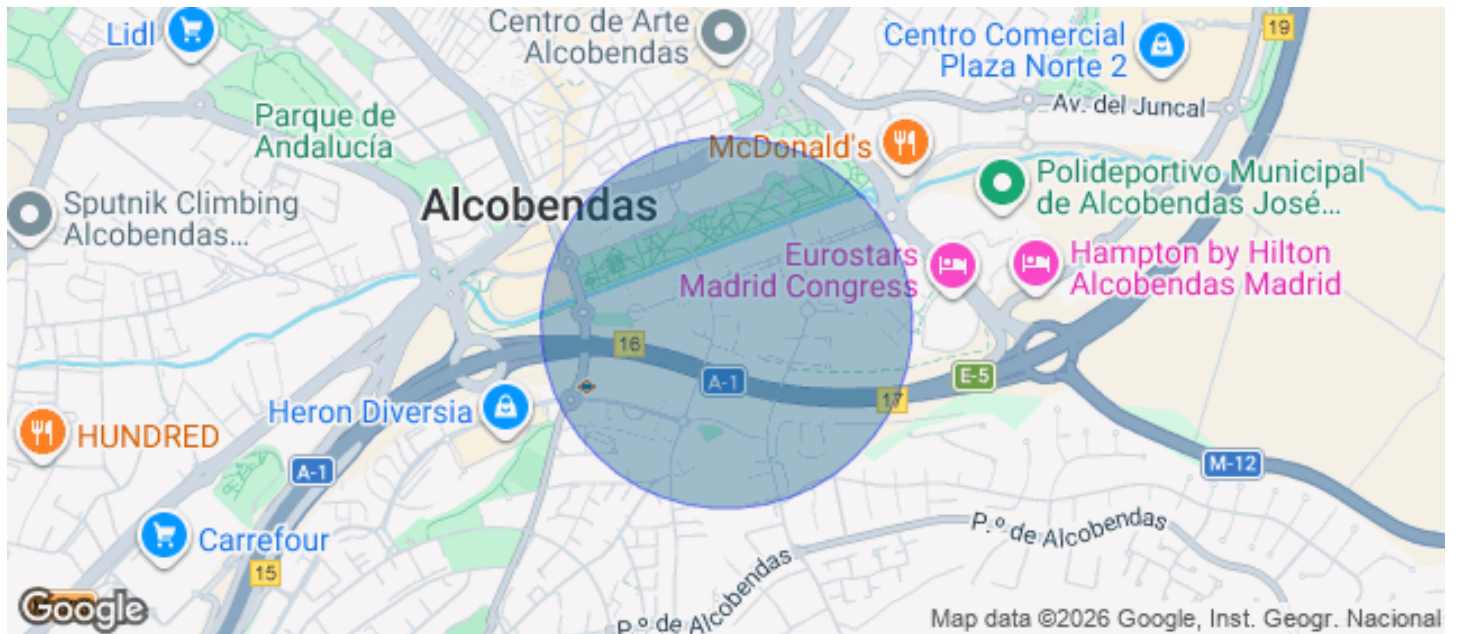 Lidl
Centro de Arte
Alcobendas
Centro Comercial
Plaza Norte 2
19
Av. del Juncal
Parque de
Andalucía
McDonald's
Polideportivo Municipal
de Alcobendas José...
Sputnik Climbing
Alcobendas...
Alcobendas
Eurostars
Madrid Congress
Hampton by Hilton
Alcobendas Madrid
16
A-1
E-5
17
Heron Diversia
HUNDRED
A-1
M-12
P.º de Alcobendas
Carrefour
15
P.º de Alcobendas
Google
Map data ©2026 Google, Inst. Geogr. Nacional